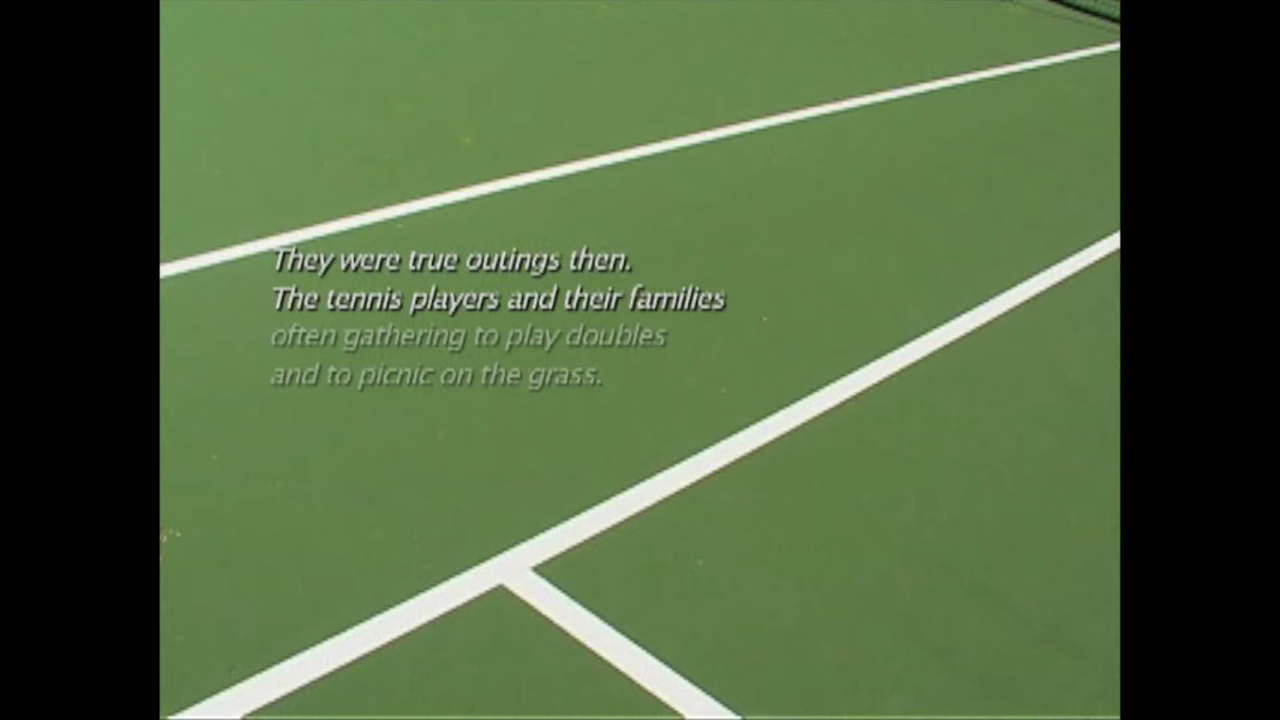 They were true outings then.
The tennis players and their families
often gathering to play doubles
and to picnic on the grass.